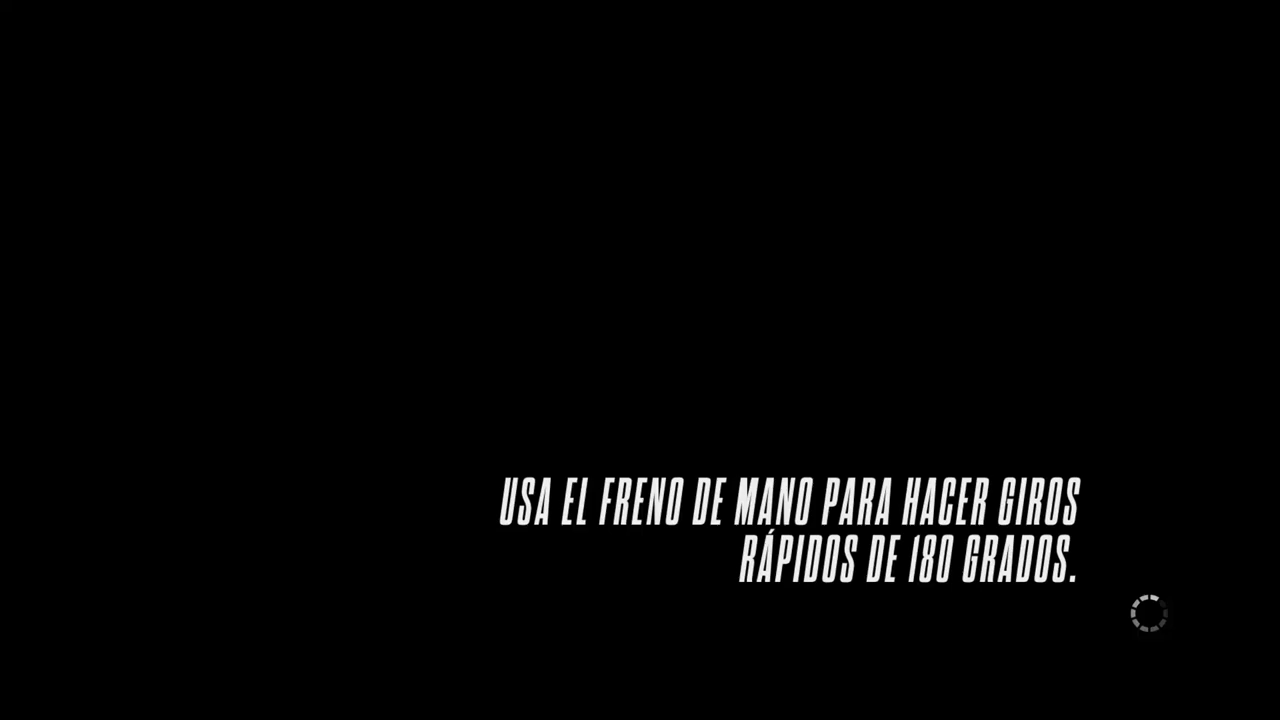 USA EL FRENO DE MANO PARA HACER GIROS
RÁPIDOS DE 180 GRADOS.